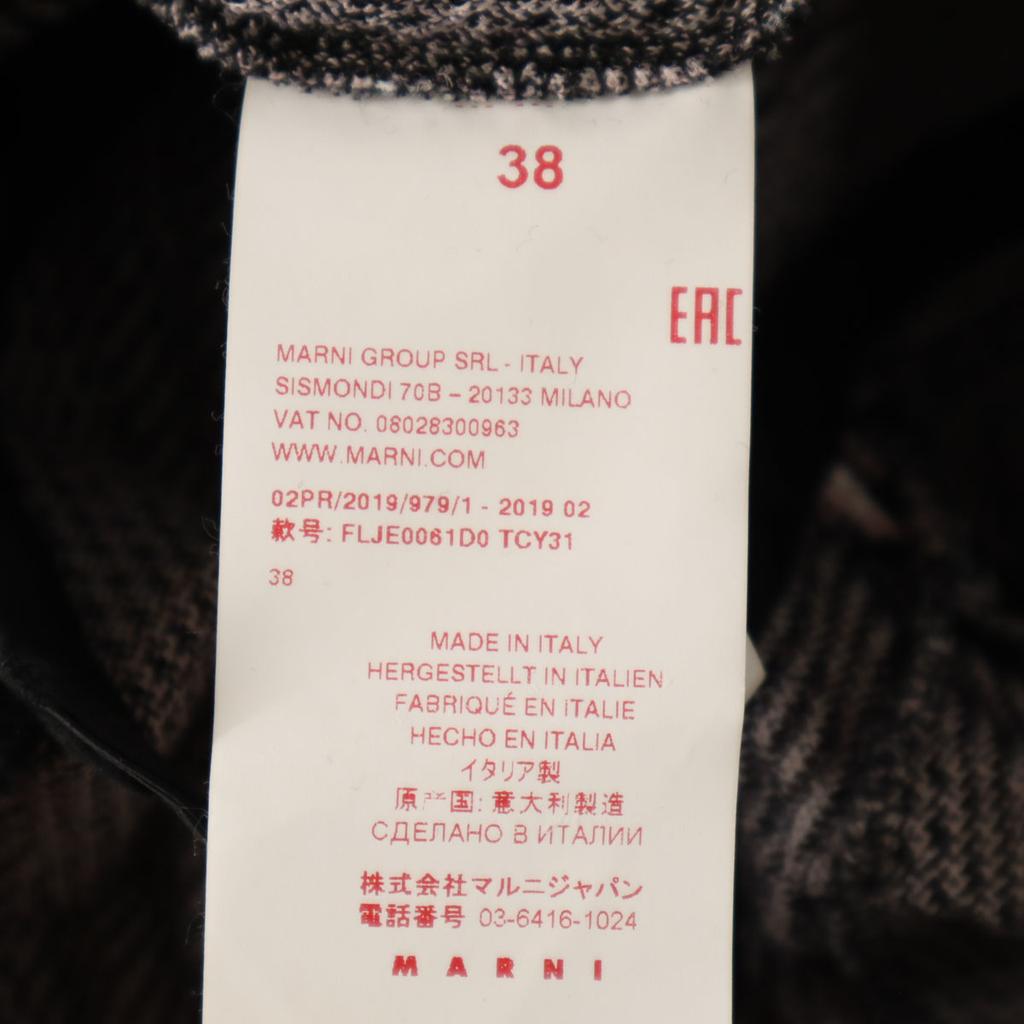 38
EAC
MARNI GROUP SRL - ITALY
SISMONDI 70B – 20133 MILANO
VAT NO. 08028300963
WWW.MARNI.COM
02PR/2019/979/1 - 2019 02
款号: FLJE0061D0 TCY31
38
MADE IN ITALY
HERGESTELLT IN ITALIEN
FABRIQUÉ EN ITALIE
HECHO EN ITALIA
イタリア製
原产国: 意大利製造
СДЕЛАНО В ИТАЛИИ
株式会社マルニジャパン
電話番号 03-6416-1024
MARNI